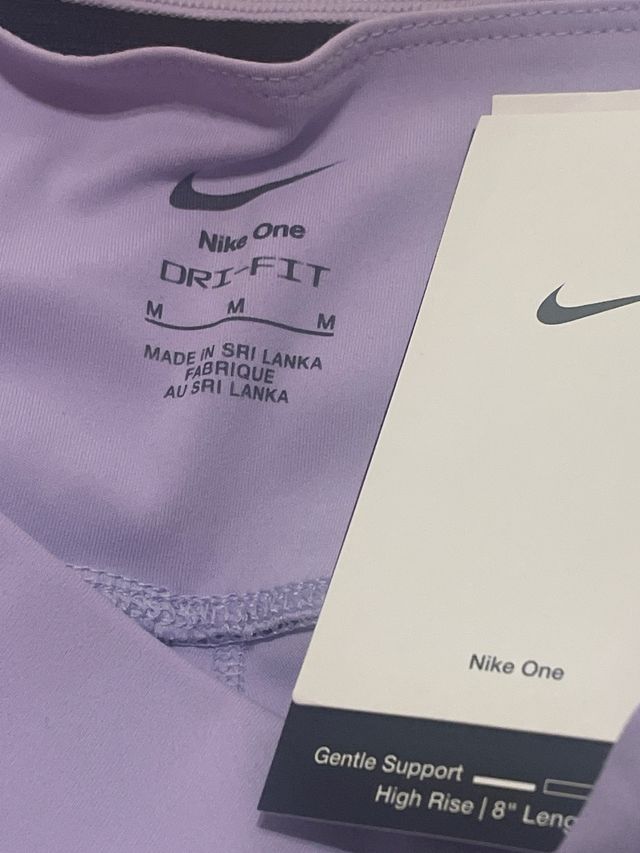 Nike One
DRI-FIT
M M M
MADE IN SRI LANKA
FABRIQUE
AU SRI LANKA
Nike One
Gentle Support
High Rise | 8" Leng